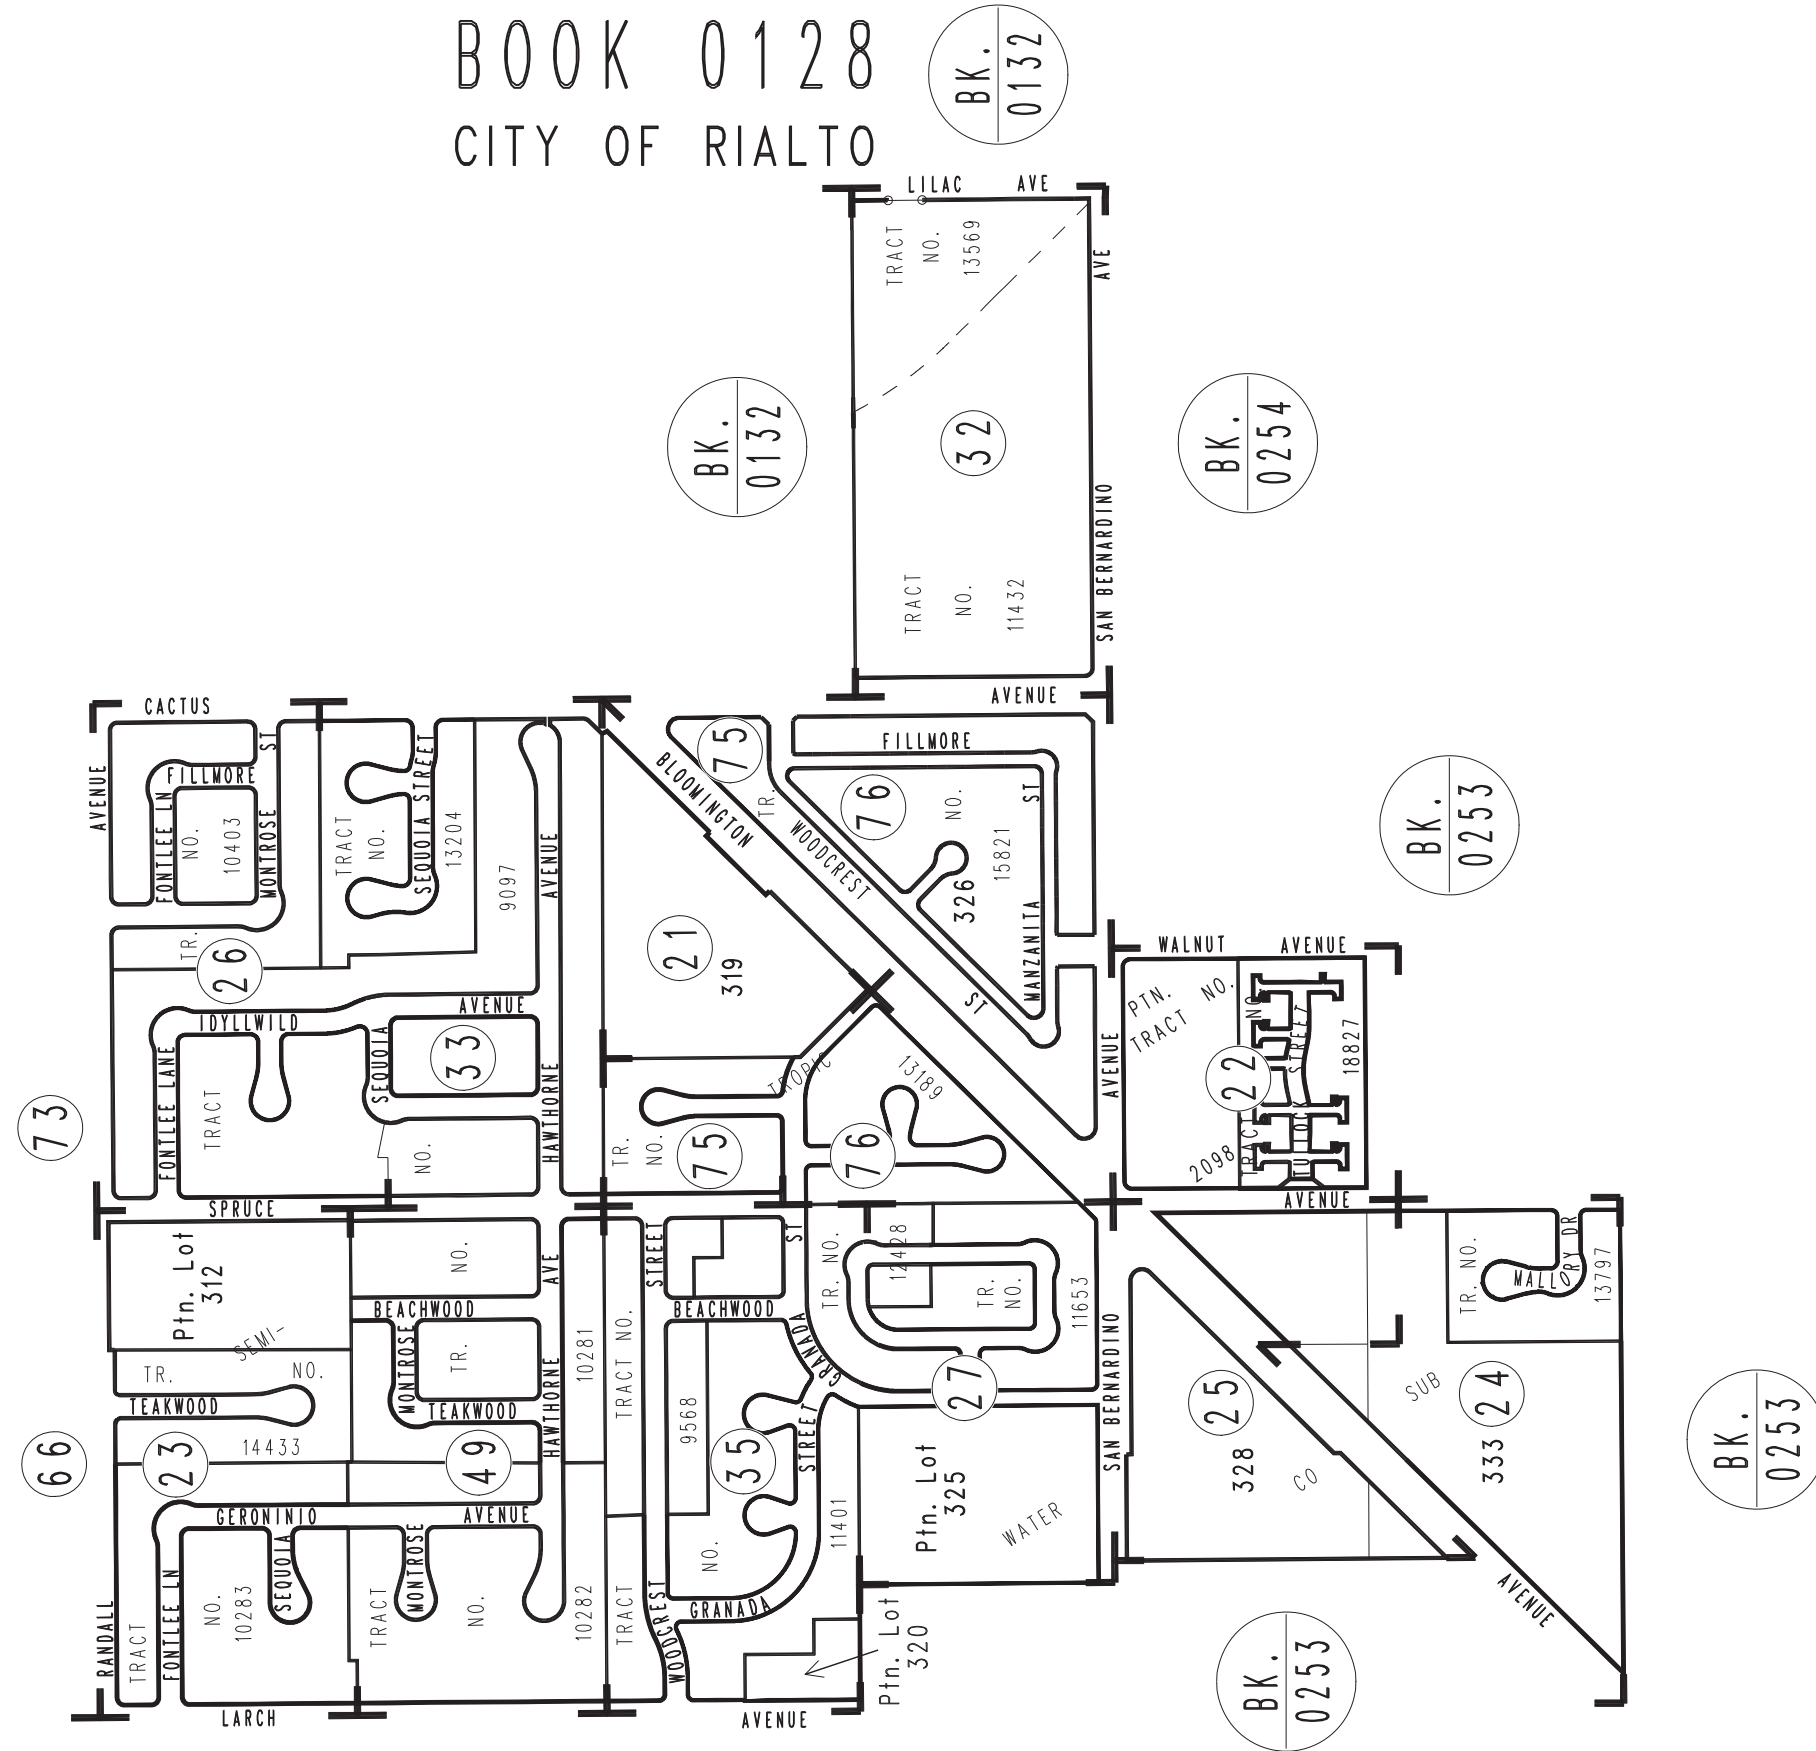 BOOK 0128
CITY OF RIALTO
BK.
0132
LILAC AVE
TRACT
NO.
13569
AVE
BK.
0132
32
BK.
0254
TRACT
NO.
11432
SAN BERNARDINO
AVENUE
CACTUS
AVENUE
FILLMORE
ST
FONTLEE LN
NO.
10403
MONTROSE
TRACT
NO.
SEQUOIA STREET
13204
9097
AVENUE
75
BLOOMINGTON
TR.
WOODCREST
ST
FILLMORE
76
NO.
ST
15821
326
MANZANITA
BK.
0253
TR.
26
21
319
WALNUT AVENUE
PTN.
TRACT NO.
2098
22
TRACT NO.
TULLOCK STREET
18827
AVENUE
IDYLLWILD
AVENUE
33
SEQUOIA
FONTLEE LANE
TRACT
NO.
HAWTHORNE
73
TROPIC
13189
TR.
NO.
75
76
AVENUE
SPRUCE
Ptn. Lot
312
SEMI-
NO.
AVE
STREET
ST
TR. NO.
12428
TR.
NO.
11653
BEACHWOOD
BEACHWOOD
MONTROSE
TR.
10281
TRACT NO.
GRANADA
TR.
NO.
TEAKWOOD
TEAKWOOD
14433
66
23
49
HAWTHORNE
9568
35
STREET
27
SAN BERNARDINO
Ptn. Lot
325
WATER
25
328
CO
SUB
24
333
TR. NO.
MALLORY DR
13797
BK.
0253
GERONINIO
AVENUE
11401
NO.
RANDALL
TRACT
FONTLEE LN
NO.
10283
SEQUOIA
TRACT
MONTROSE
NO.
10282
TRACT
WOODCREST
GRANADA
Ptn. Lot
320
AVENUE
BK.
0253
LARCH
AVENUE